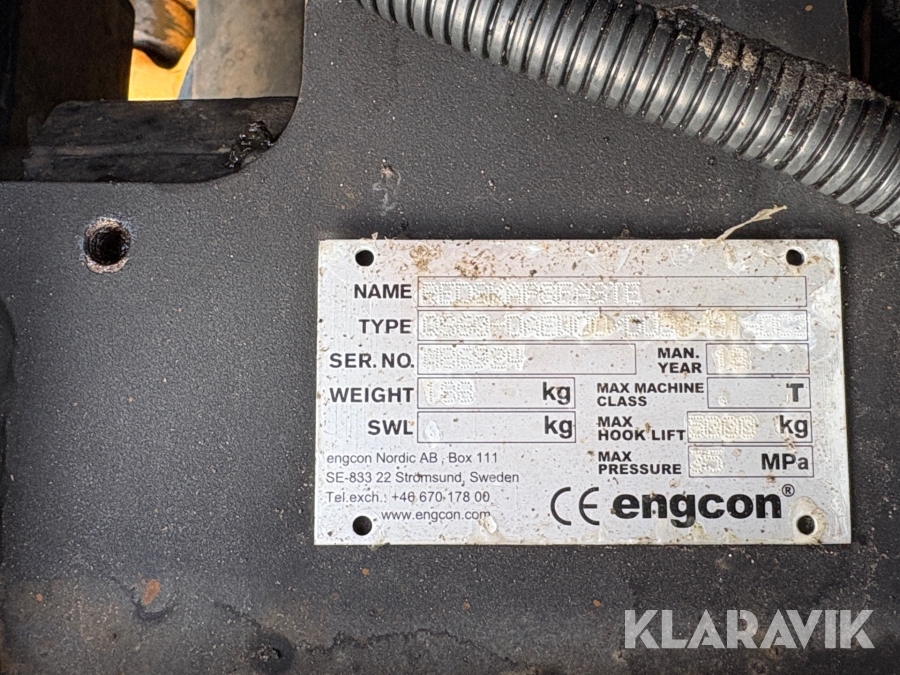 NAME REDSKAPSFÄSTE
TYPE
SER. NO.
MAN. YEAR
WEIGHT kg
MAX MACHINE CLASS T
SWL kg
MAX HOOK LIFT kg
MAX PRESSURE MPa
engcon Nordic AB , Box 111
SE-833 22 Strömsund, Sweden
Tel.exch.: +46 670 178 00
www.engcon.com
CE engcon®
KLARAVIK